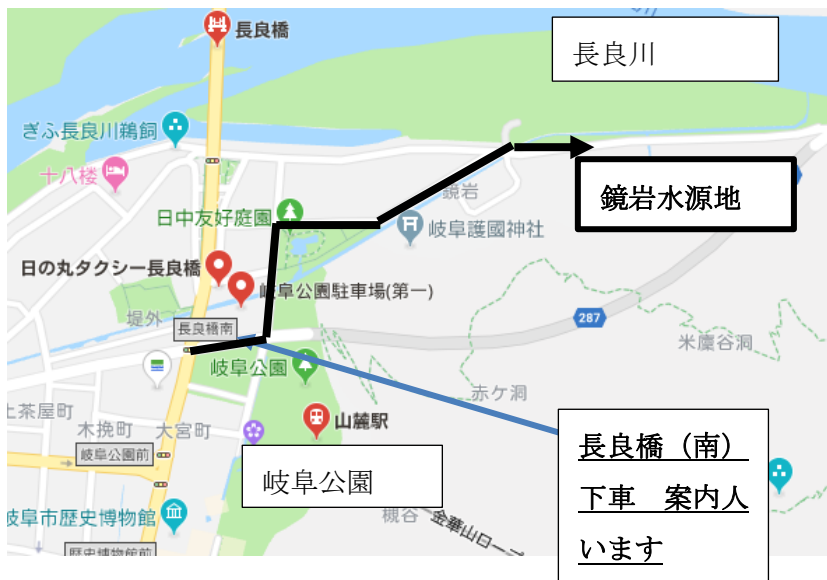 長良橋
長良川
ぎふ長良川鵜飼
十八楼
鏡岩
鏡岩水源地
日中友好庭園
岐阜護國神社
日の丸タクシー長良橋
岐阜公園駐車場(第一)
堤外
長良橋南
287
米廩谷洞
岐阜公園
赤ケ洞
上茶屋町
山麓駅
木挽町
大宮町
長良橋（南）
下車　案内人
います
岐阜公園前
岐阜公園
岐阜市歴史博物館
槻谷
金華山口
歴史博物館前